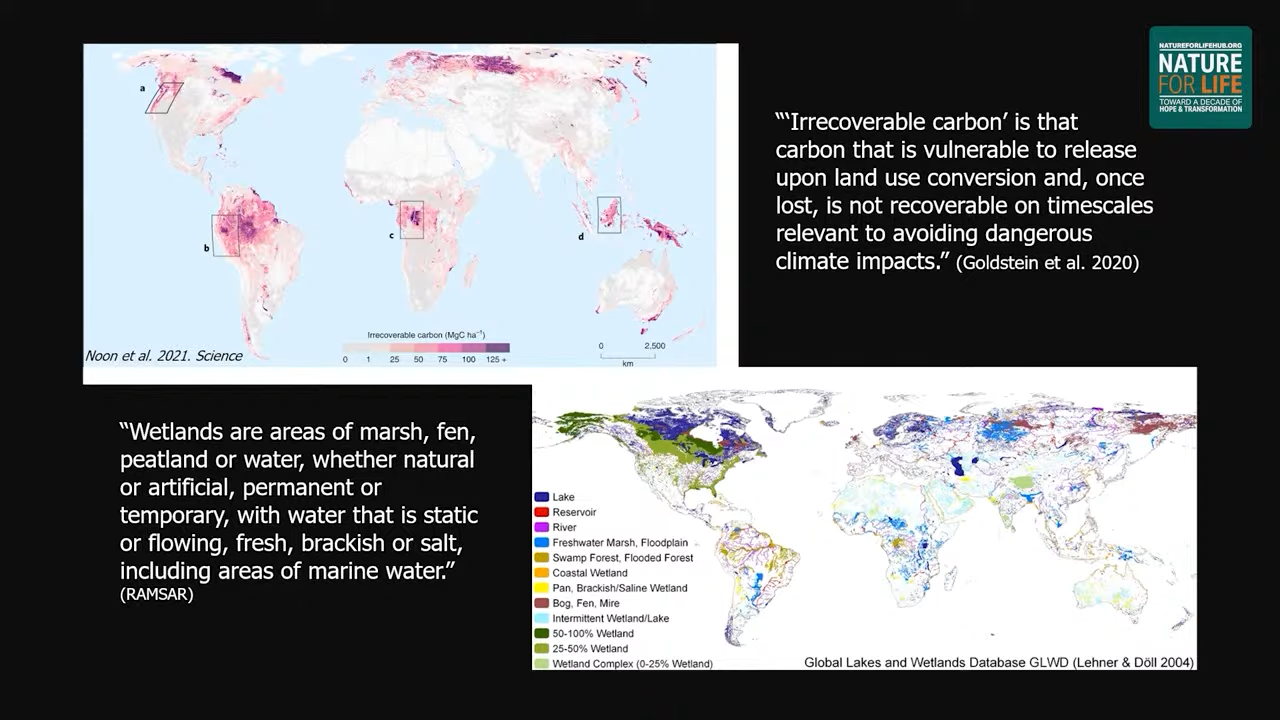 NATUREFORLIFEHUB.ORG
NATURE
FOR LIFE
TOWARD A DECADE OF
HOPE & TRANSFORMATION
a
b
c
d
Irrecoverable carbon (MgC ha⁻¹)
0 1 25 50 75 100 125 +
0 2,500
km
Noon et al. 2021. Science
“‘Irrecoverable carbon’ is that
carbon that is vulnerable to release
upon land use conversion and, once
lost, is not recoverable on timescales
relevant to avoiding dangerous
climate impacts.” (Goldstein et al. 2020)
“Wetlands are areas of marsh, fen,
peatland or water, whether natural
or artificial, permanent or
temporary, with water that is static
or flowing, fresh, brackish or salt,
including areas of marine water.”
(RAMSAR)
Lake
Reservoir
River
Freshwater Marsh, Floodplain
Swamp Forest, Flooded Forest
Coastal Wetland
Pan, Brackish/Saline Wetland
Bog, Fen, Mire
Intermittent Wetland/Lake
50-100% Wetland
25-50% Wetland
Wetland Complex (0-25% Wetland)
Global Lakes and Wetlands Database GLWD (Lehner & Döll 2004)